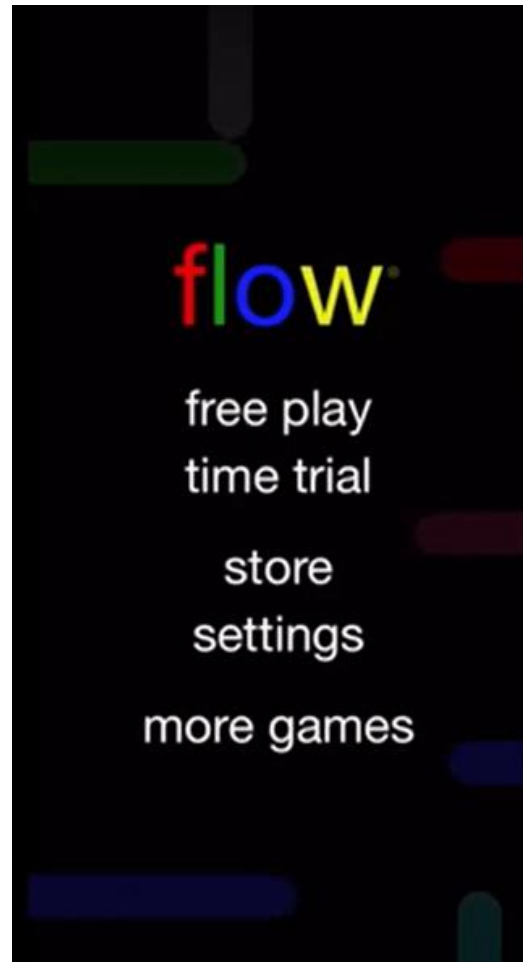 flow
free play
time trial
store
settings
more games